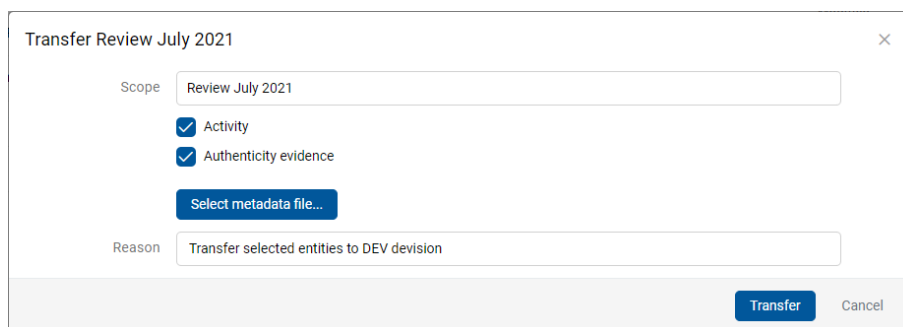 Transfer Review July 2021
Scope
Review July 2021
Activity
Authenticity evidence
Select metadata file...
Reason
Transfer selected entities to DEV devision
Transfer
Cancel